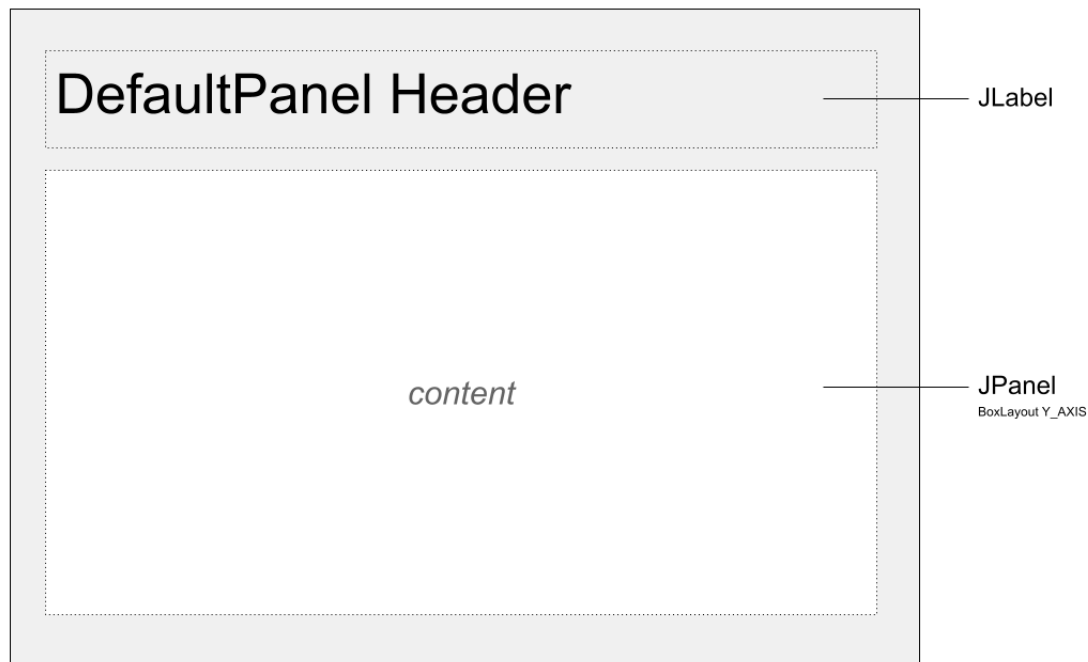 DefaultPanel Header
JLabel
content
JPanel
BoxLayout Y_AXIS